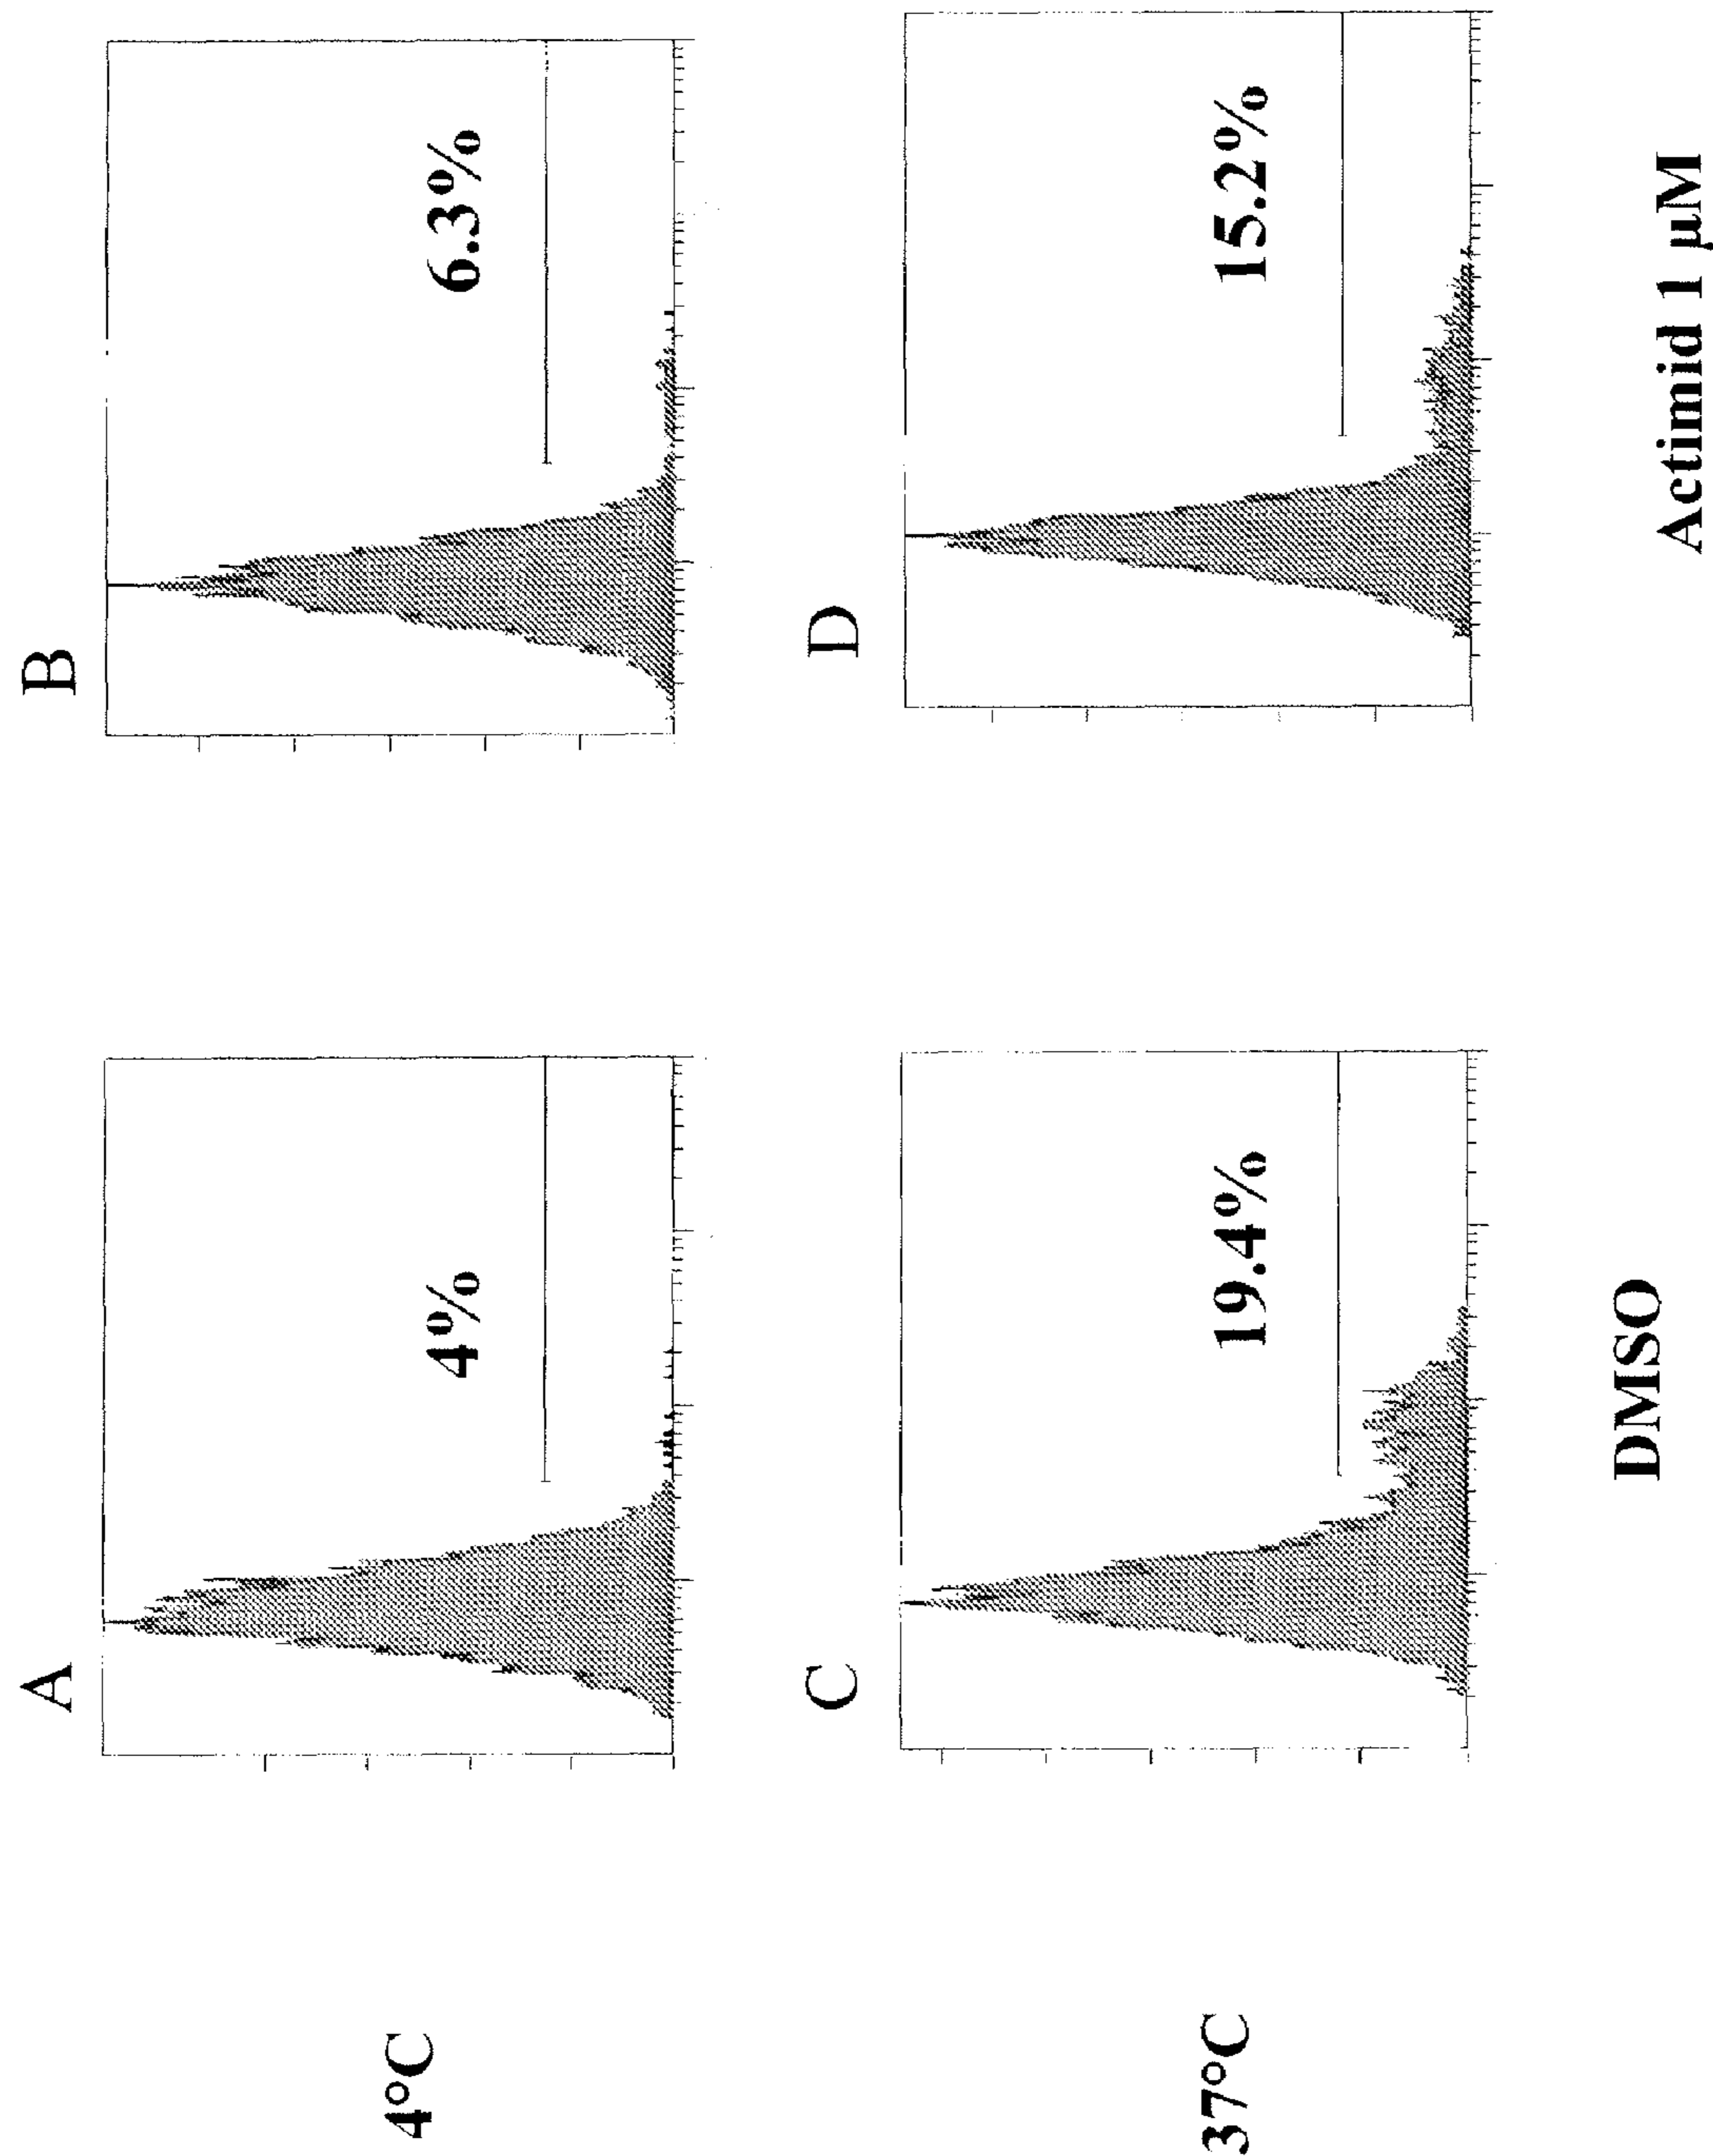 A
B
4°C
4%
6.3%
C
D
37°C
19.4%
15.2%
DMSO
Actimid 1 µM